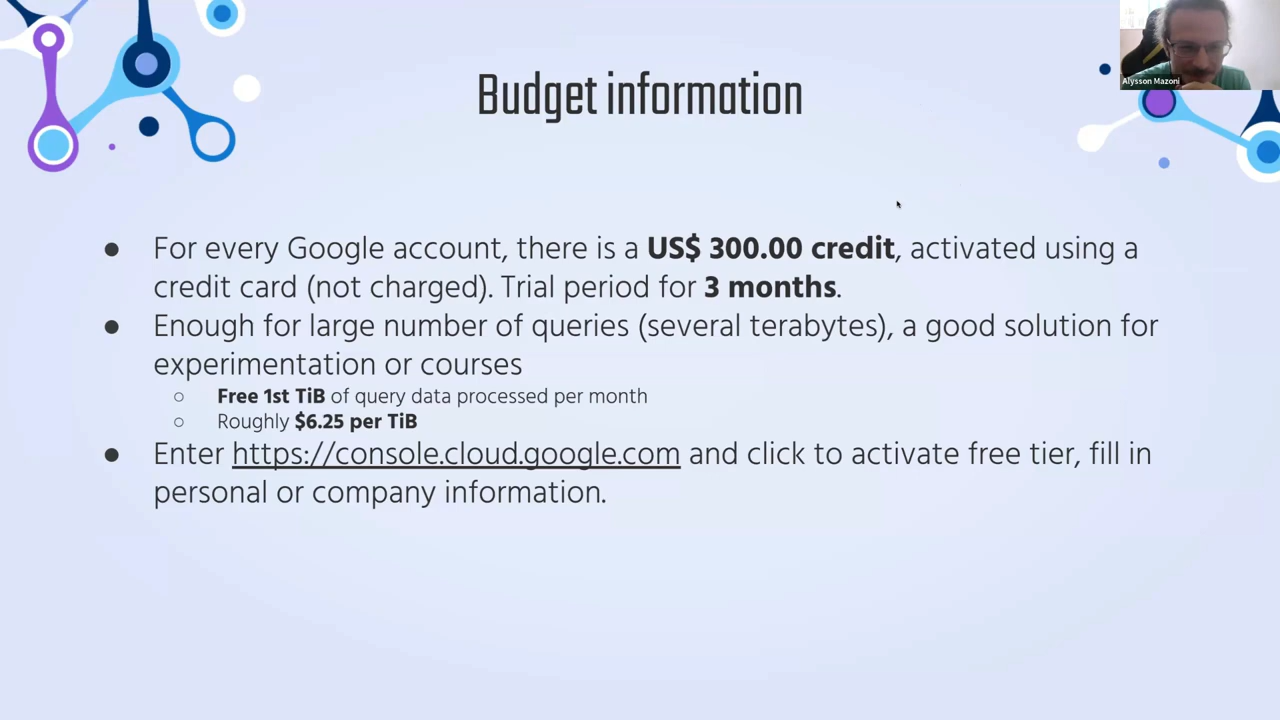 Alysson Mazoni
Budget information
● For every Google account, there is a US$ 300.00 credit, activated using a
credit card (not charged). Trial period for 3 months.
● Enough for large number of queries (several terabytes), a good solution for
experimentation or courses
○ Free 1st TiB of query data processed per month
○ Roughly $6.25 per TiB
● Enter https://console.cloud.google.com and click to activate free tier, fill in
personal or company information.